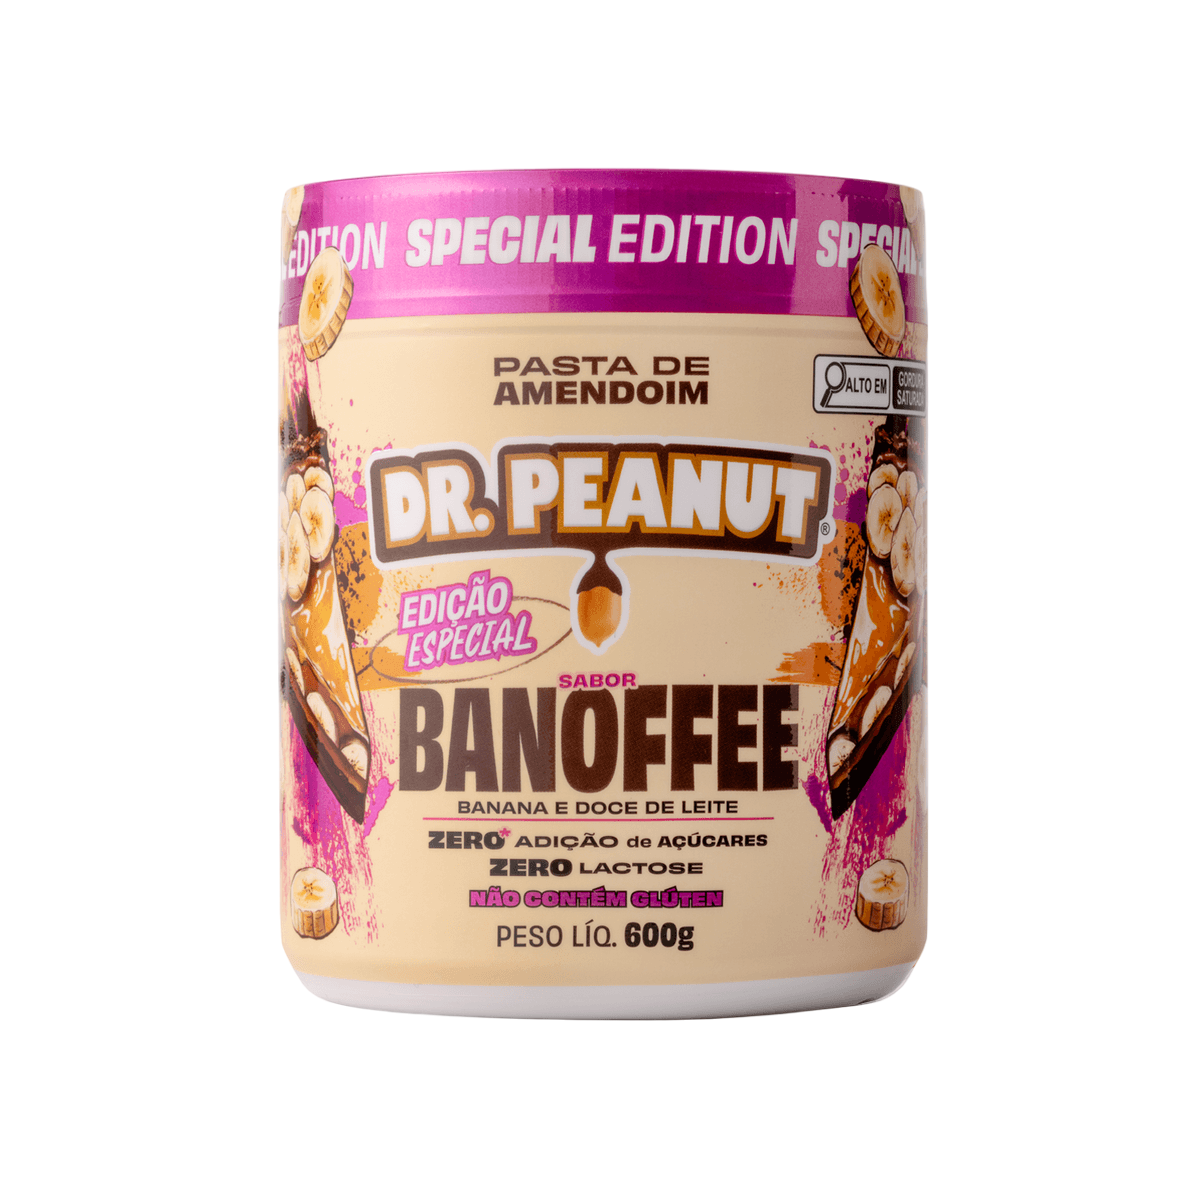 EDITION SPECIAL EDITION SPECIAL
PASTA DE
AMENDOIM
ALTO EM
GORDURA
SATURADA
DR. PEANUT®
EDIÇÃO
ESPECIAL
SABOR
BANOFFEE
BANANA E DOCE DE LEITE
ZERO* ADIÇÃO de AÇÚCARES
ZERO LACTOSE
NÃO CONTÉM GLÚTEN
PESO LÍQ. 600g